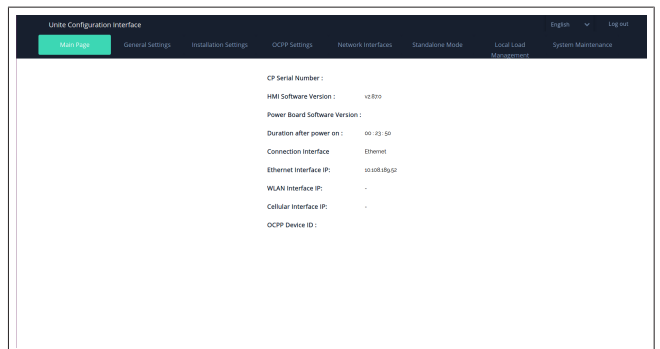 Unite Configuration Interface
English
Log out
Main Page
General Settings
Installation Settings
OCPP Settings
Network Interfaces
Standalone Mode
Local Load
Management
System Maintenance
CP Serial Number :
HMI Software Version : v2.87.0
Power Board Software Version :
Duration after power on : 00 : 23 : 50
Connection Interface Ethernet
Ethernet Interface IP: 10.108.189.52
WLAN Interface IP: -
Cellular Interface IP: -
OCPP Device ID :